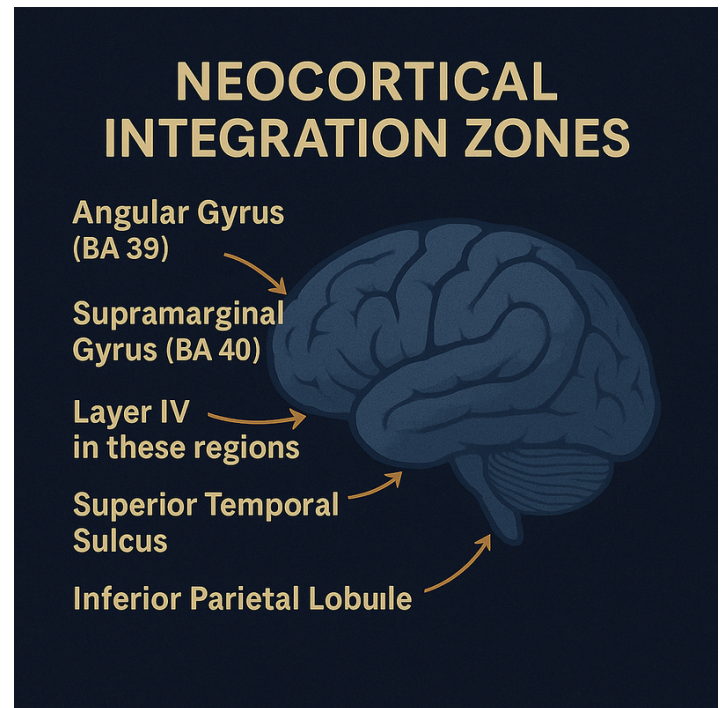 NEOCORTICAL
INTEGRATION ZONES
Angular Gyrus
(BA 39)
Supramarginal
Gyrus (BA 40)
Layer IV
in these regions
Superior Temporal
Sulcus
Inferior Parietal Lobuıle